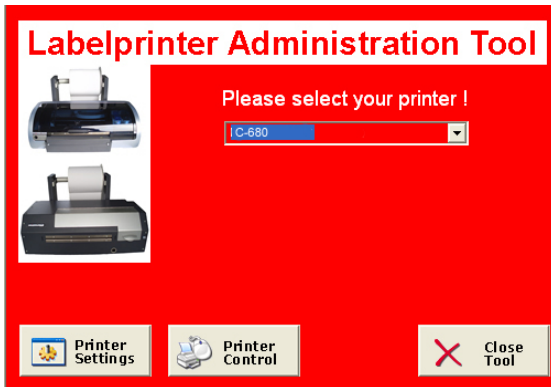 Labelprinter Administration Tool
Please select your printer !
C-680
Printer
Settings
Printer
Control
Close
Tool